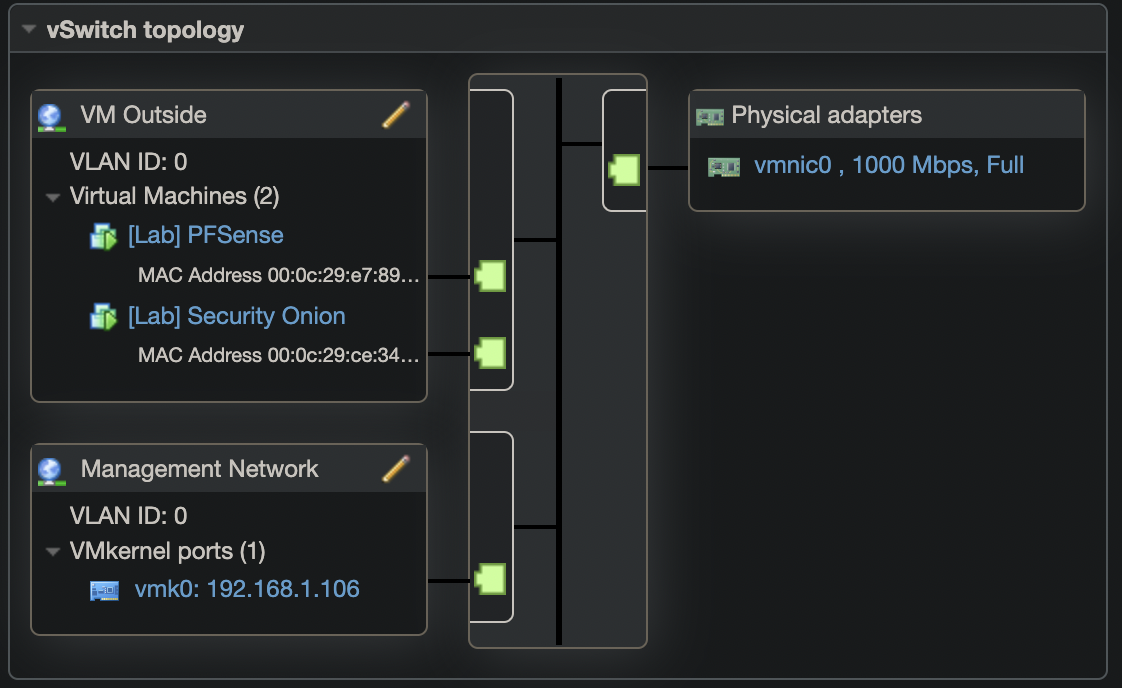 vSwitch topology
VM Outside
VLAN ID: 0
Virtual Machines (2)
[Lab] PFSense
MAC Address 00:0c:29:e7:89...
[Lab] Security Onion
MAC Address 00:0c:29:ce:34...
Management Network
VLAN ID: 0
VMkernel ports (1)
vmk0: 192.168.1.106
Physical adapters
vmnic0 , 1000 Mbps, Full